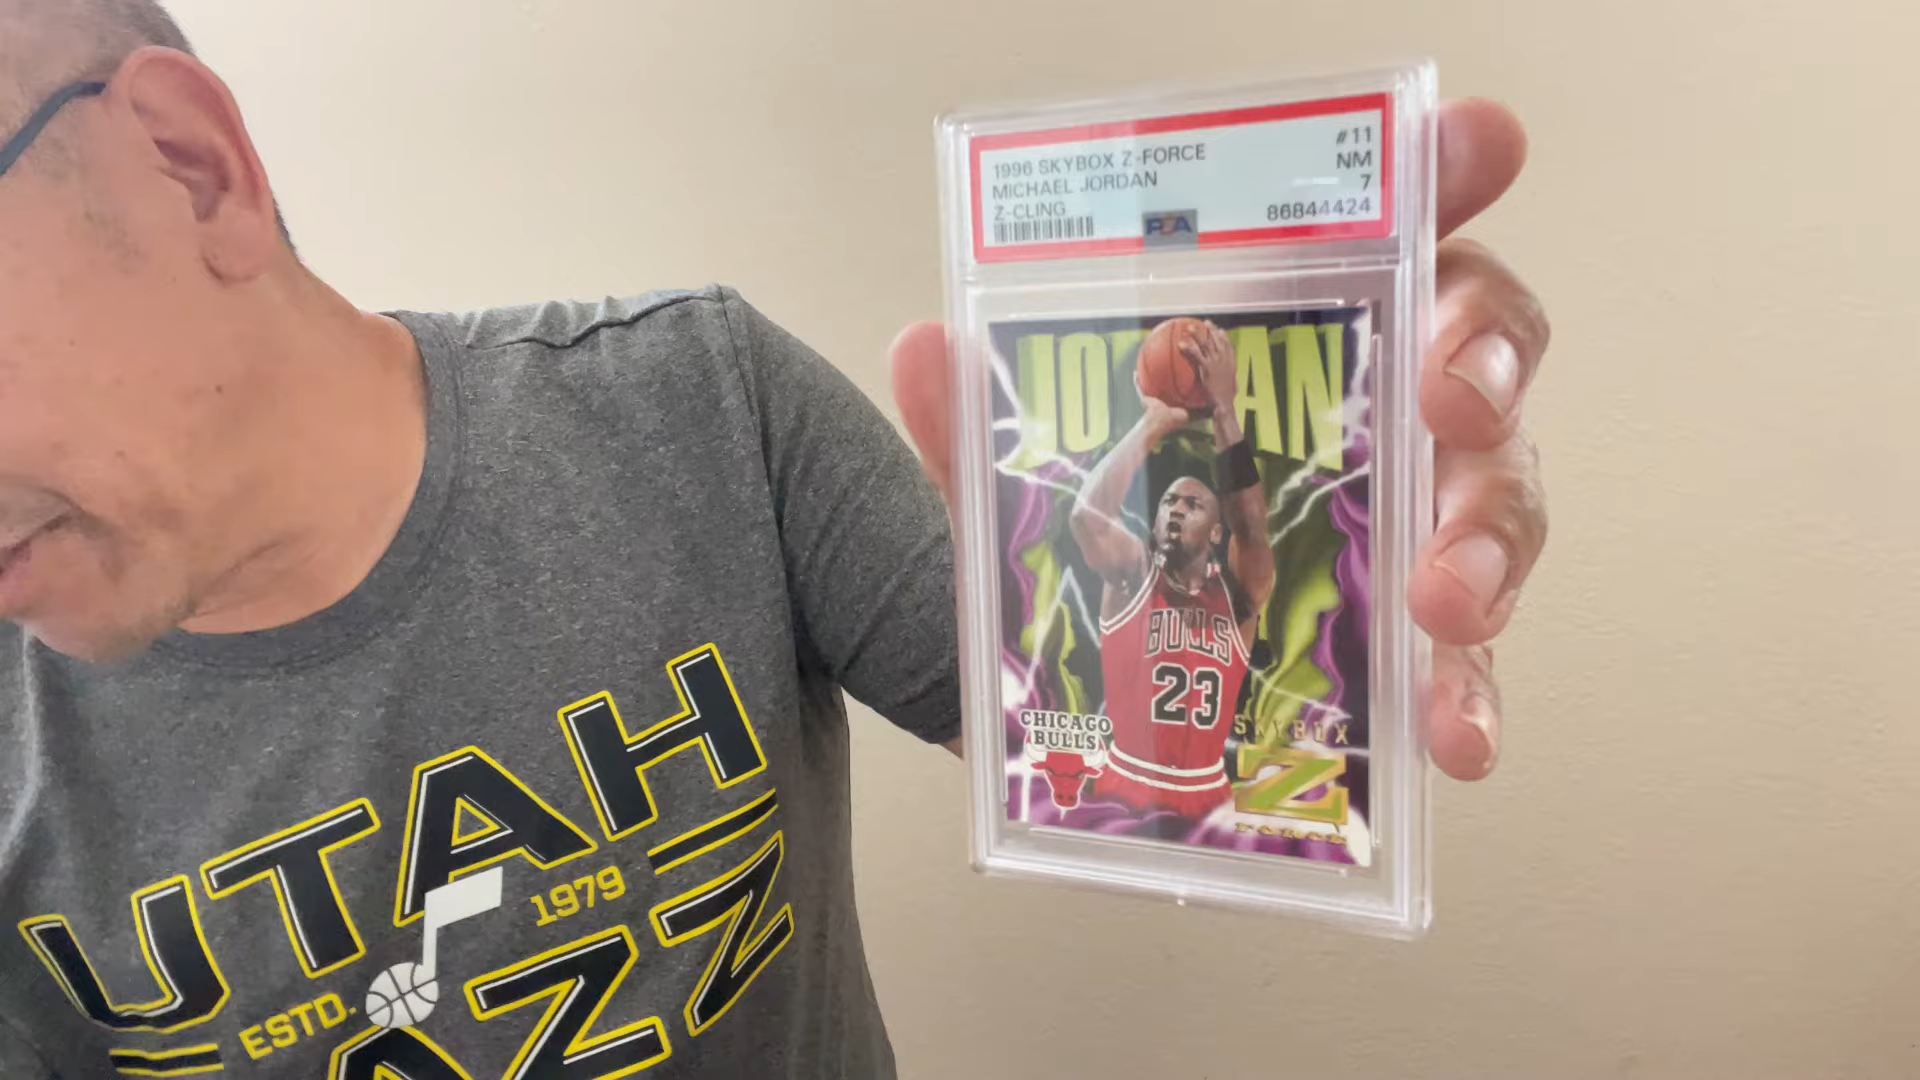 1996 SKYBOX Z-FORCE #11
MICHAEL JORDAN NM
Z-CLING 7
PSA 86844424
JORDAN
BULLS
23
CHICAGO
BULLS
SKYBOX
Z
FORCE
UTAH
1979
ESTD.
AZZ